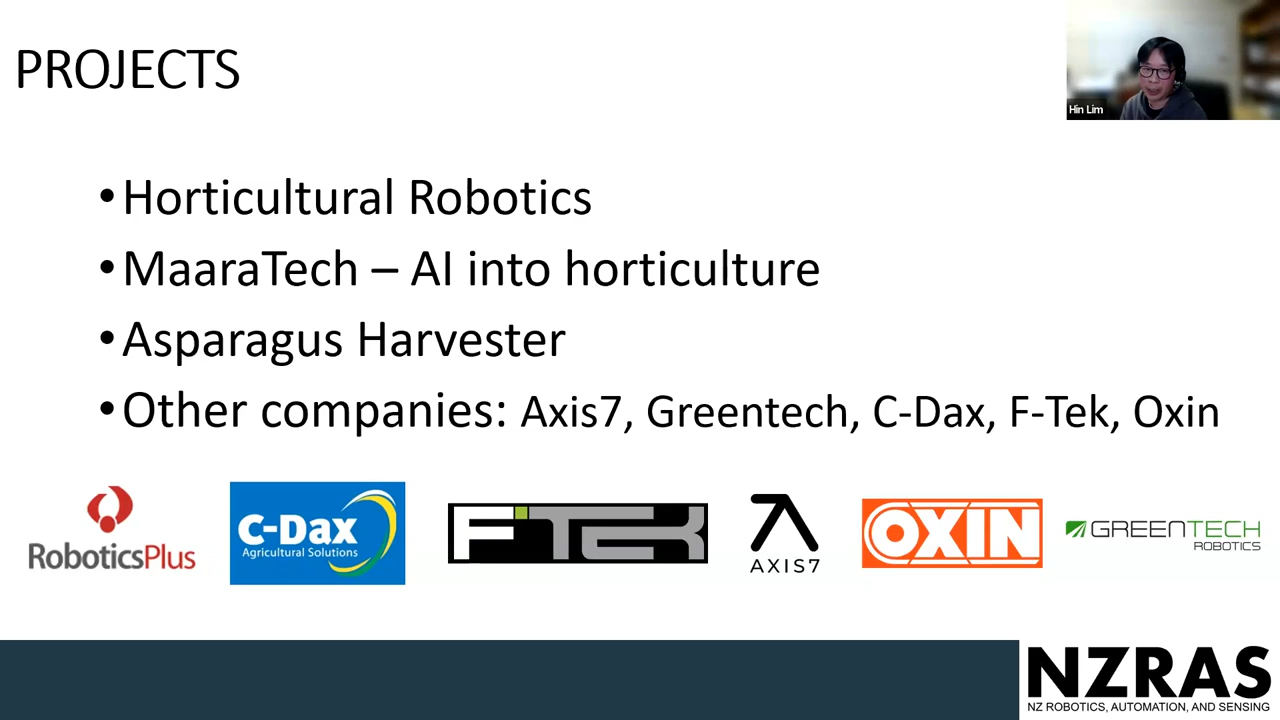 PROJECTS
Hin Lim
•Horticultural Robotics
•MaaraTech – AI into horticulture
•Asparagus Harvester
•Other companies: Axis7, Greentech, C-Dax, F-Tek, Oxin
RoboticsPlus
C-Dax
Agricultural Solutions
F-TEK
AXIS7
OXIN
GREENTECH
ROBOTICS
NZRAS
NZ ROBOTICS, AUTOMATION, AND SENSING